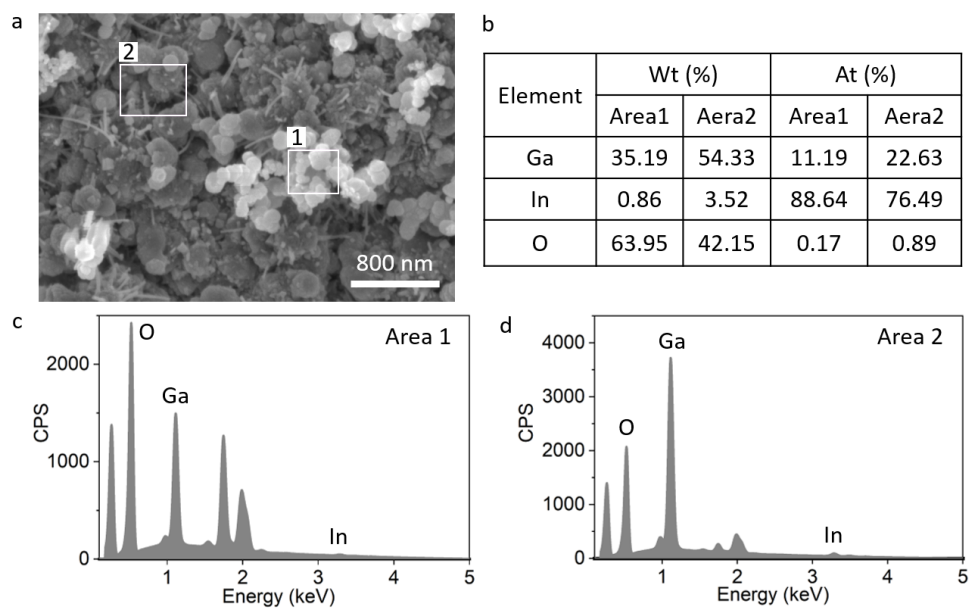 a
2
1
800 nm
b
Element Wt (%) At (%)
Area1 Aera2 Area1 Aera2
Ga 35.19 54.33 11.19 22.63
In 0.86 3.52 88.64 76.49
O 63.95 42.15 0.17 0.89
c
Area 1
O
Ga
In
CPS
2000
1000
0
1 2 3 4 5
Energy (keV)
d
Area 2
Ga
O
In
CPS
4000
3000
2000
1000
0
1 2 3 4 5
Energy (keV)